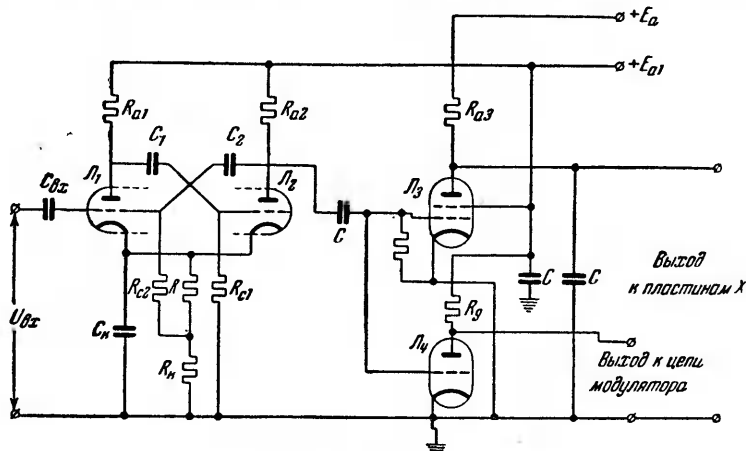 +Eа
+Eа1
Rа1
Rа2
Rа3
C1
C2
Л1
Л2
Л3
Cвх
C
Uвх
Rс2
R
Rс1
C
C
Выход
к пластинам X
Rg
Cк
Л4
Rк
Выход к цепи
модулятора